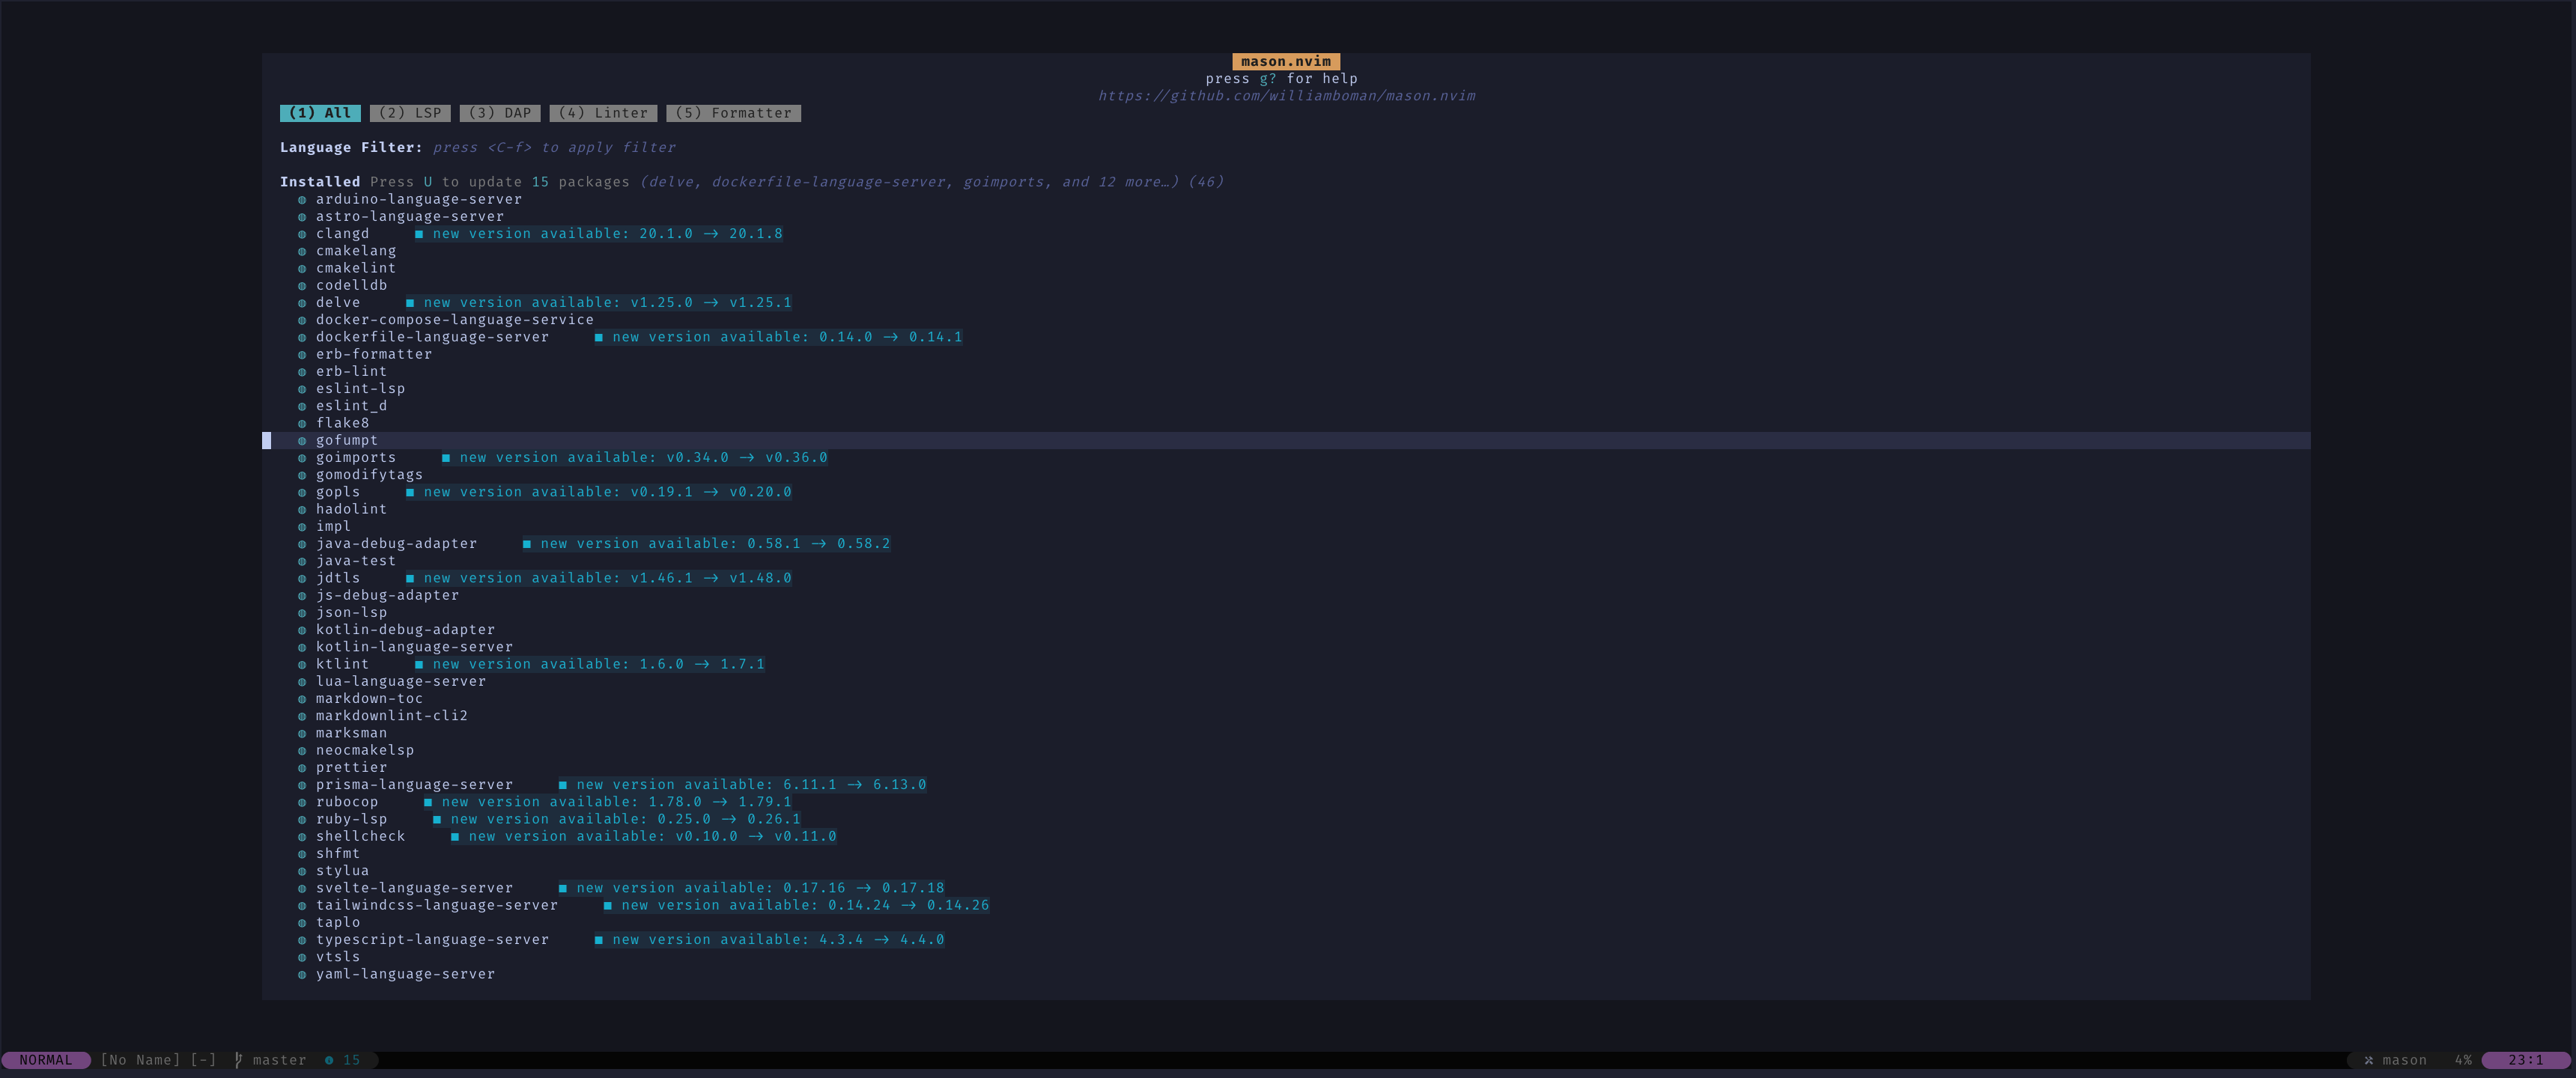 mason.nvim
press g? for help
https://github.com/williamboman/mason.nvim
(1) All (2) LSP (3) DAP (4) Linter (5) Formatter
Language Filter: press <C-f> to apply filter
Installed Press U to update 15 packages (delve, dockerfile-language-server, goimports, and 12 more…) (46)
◍ arduino-language-server
◍ astro-language-server
◍ clangd ■ new version available: 20.1.0 -> 20.1.8
◍ cmakelang
◍ cmakelint
◍ codelldb
◍ delve ■ new version available: v1.25.0 -> v1.25.1
◍ docker-compose-language-service
◍ dockerfile-language-server ■ new version available: 0.14.0 -> 0.14.1
◍ erb-formatter
◍ erb-lint
◍ eslint-lsp
◍ eslint_d
◍ flake8
◍ gofumpt
◍ goimports ■ new version available: v0.34.0 -> v0.36.0
◍ gomodifytags
◍ gopls ■ new version available: v0.19.1 -> v0.20.0
◍ hadolint
◍ impl
◍ java-debug-adapter ■ new version available: 0.58.1 -> 0.58.2
◍ java-test
◍ jdtls ■ new version available: v1.46.1 -> v1.48.0
◍ js-debug-adapter
◍ json-lsp
◍ kotlin-debug-adapter
◍ kotlin-language-server
◍ ktlint ■ new version available: 1.6.0 -> 1.7.1
◍ lua-language-server
◍ markdown-toc
◍ markdownlint-cli2
◍ marksman
◍ neocmakelsp
◍ prettier
◍ prisma-language-server ■ new version available: 6.11.1 -> 6.13.0
◍ rubocop ■ new version available: 1.78.0 -> 1.79.1
◍ ruby-lsp ■ new version available: 0.25.0 -> 0.26.1
◍ shellcheck ■ new version available: v0.10.0 -> v0.11.0
◍ shfmt
◍ stylua
◍ svelte-language-server ■ new version available: 0.17.16 -> 0.17.18
◍ tailwindcss-language-server ■ new version available: 0.14.24 -> 0.14.26
◍ taplo
◍ typescript-language-server ■ new version available: 4.3.4 -> 4.4.0
◍ vtsls
◍ yaml-language-server
NORMAL [No Name] [-] master 15 mason 4% 23:1